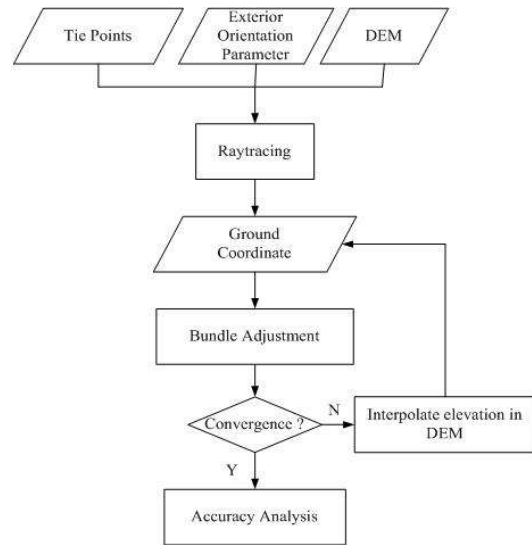 Tie Points
Exterior
Orientation
Parameter
DEM
Raytracing
Ground
Coordinate
Bundle Adjustment
Convergence ?
N
Interpolate elevation in
DEM
Y
Accuracy Analysis